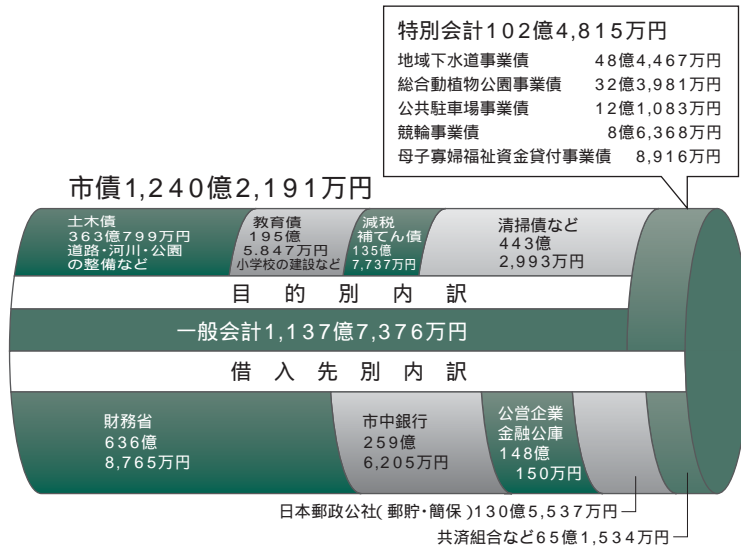 特別会計102億4,815万円
地域下水道事業債 48億4,467万円
総合動植物公園事業債 32億3,981万円
公共駐車場事業債 12億1,083万円
競輪事業債 8億6,368万円
母子寡婦福祉資金貸付事業債 8,916万円
市債1,240億2,191万円
土木債
363億799万円
道路・河川・公園
の整備など
教育債
195億
5.847万円
小学校の建設など
減税
補てん債
135億
7,737万円
清掃債など
443億
2,993万円
目的別内訳
一般会計1,137億7,376万円
借入先別内訳
財務省
636億
8,765万円
市中銀行
259億
6,205万円
公営企業
金融公庫
148億
150万円
日本郵政公社(郵貯・簡保)130億5,537万円
共済組合など65億1,534万円